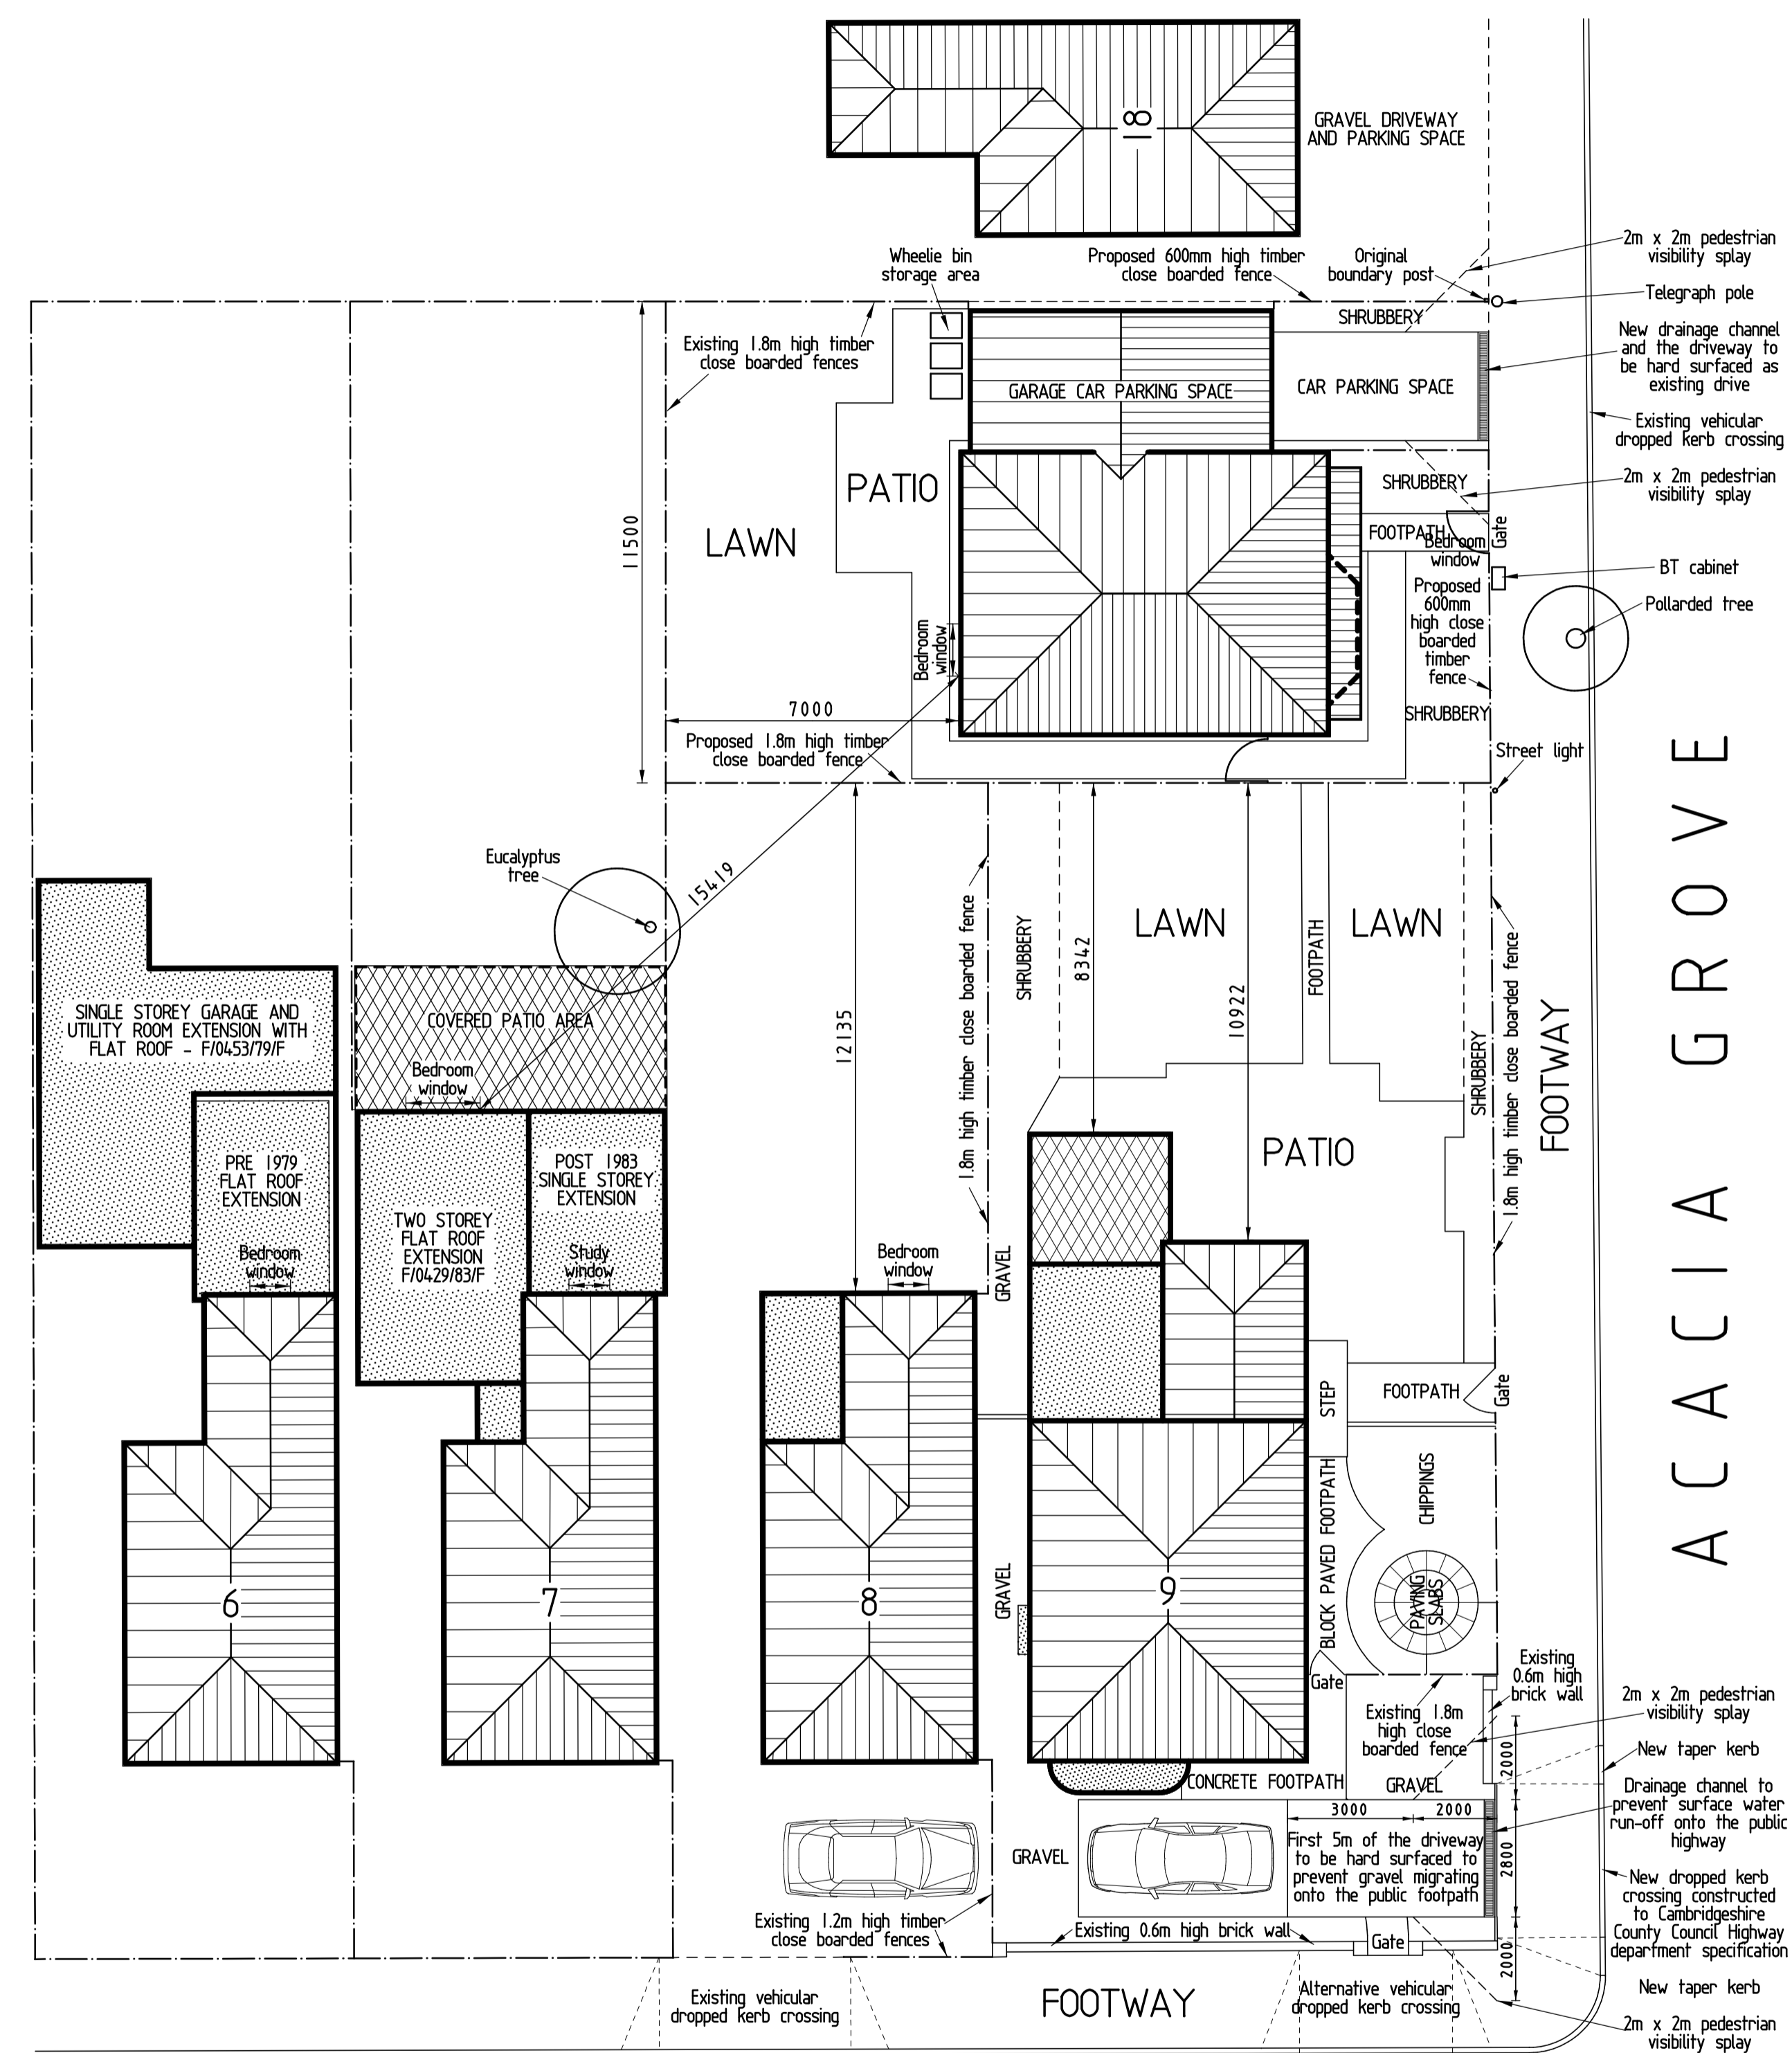 18
GRAVEL DRIVEWAY
AND PARKING SPACE
2m x 2m pedestrian
visibility splay
Wheelie bin
storage area
Proposed 600mm high timber
close boarded fence
Original
boundary post
Telegraph pole
SHRUBBERY
Existing 1.8m high timber
close boarded fences
New drainage channel
and the driveway to
be hard surfaced as
existing drive
GARAGE CAR PARKING SPACE
CAR PARKING SPACE
Existing vehicular
dropped kerb crossing
PATIO
SHRUBBERY
2m x 2m pedestrian
visibility splay
LAWN
11500
FOOTPATH
Gate
Bedroom
window
BT cabinet
Proposed
600mm
high close
boarded
timber
fence
Pollarded tree
Bedroom
window
7000
SHRUBBERY
Proposed 1.8m high timber
close boarded fence
Street light
ACACIA GROVE
Eucalyptus
tree
15419
1.8m high timber close boarded fence
SHRUBBERY
LAWN
8342
FOOTPATH
LAWN
10922
1.8m high timber close boarded fence
SINGLE STOREY GARAGE AND
UTILITY ROOM EXTENSION WITH
FLAT ROOF - F/0453/79/F
COVERED PATIO AREA
12135
SHRUBBERY
FOOTWAY
Bedroom
window
PATIO
PRE 1979
FLAT ROOF
EXTENSION
POST 1983
SINGLE STOREY
EXTENSION
TWO STOREY
FLAT ROOF
EXTENSION
F/0429/83/F
Bedroom
window
Study
window
Bedroom
window
GRAVEL
STEP
FOOTPATH
Gate
BLOCK PAVED FOOTPATH
CHIPPINGS
6
7
8
GRAVEL
9
PAVING
SLABS
Gate
Existing
0.6m high
brick wall
Existing 1.8m
high close
boarded fence
2m x 2m pedestrian
visibility splay
2000
New taper kerb
CONCRETE FOOTPATH
GRAVEL
Drainage channel to
prevent surface water
run-off onto the public
highway
3000
2000
GRAVEL
First 5m of the driveway
to be hard surfaced to
prevent gravel migrating
onto the public footpath
2800
New dropped kerb
crossing constructed
to Cambridgeshire
County Council Highway
department specification
Existing 1.2m high timber
close boarded fences
Existing 0.6m high brick wall
Gate
2000
New taper kerb
Existing vehicular
dropped kerb crossing
FOOTWAY
Alternative vehicular
dropped kerb crossing
2m x 2m pedestrian
visibility splay